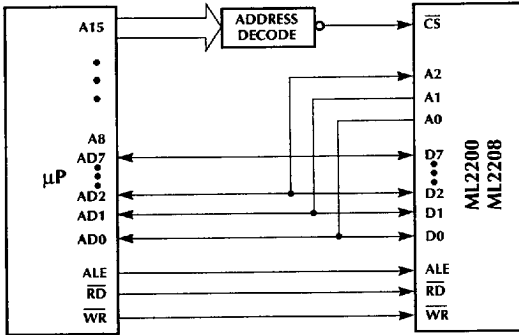 A15
ADDRESS
DECODE
CS
A2
A1
A0
A8
AD7
D7
μP
AD2
D2
AD1
D1
AD0
D0
ML2200
ML2208
ALE
ALE
RD
RD
WR
WR